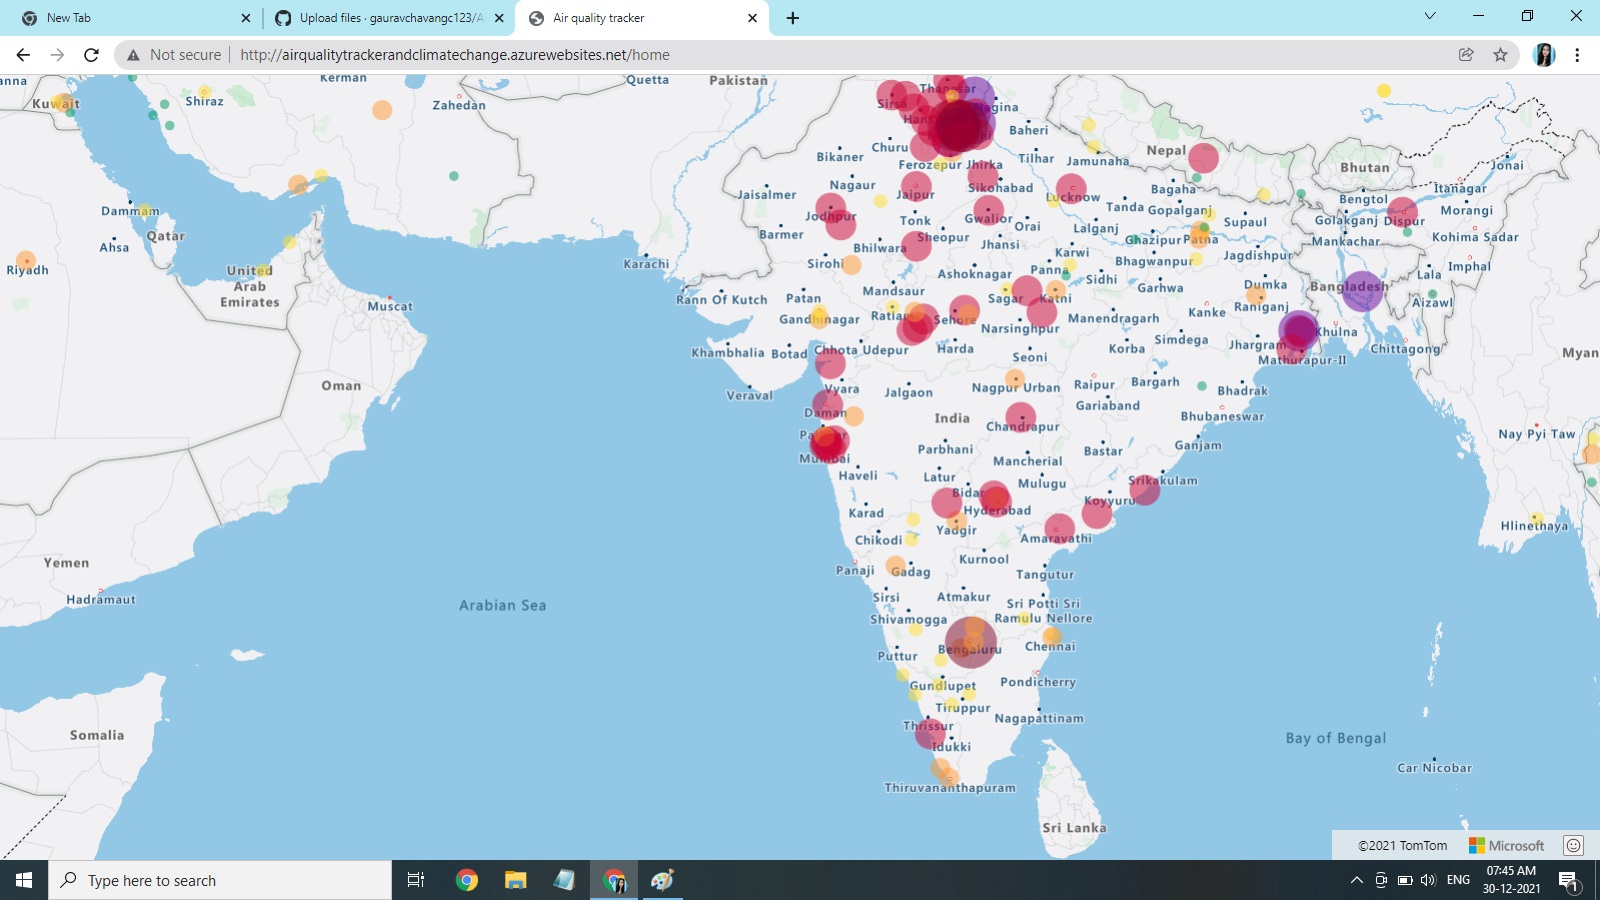 New Tab
Upload files · gauravchavangc123/A
Air quality tracker
Not secure
http://airqualitytrackerandclimatechange.azurewebsites.net/home
Kerman
Quetta
Pakistan
Kuwait
Shiraz
Zahedan
Thanesar
Nagina
Baheri
Churu
Bikaner
Ferozepur Jhirka
Tilhar
Jamunaha
Nepal
Bhutan
Jonai
Jaisalmer
Nagaur
Jaipur
Sikohabad
Lucknow
Bagaha
Itanagar
Bengtol
Dammam
Jodhpur
Tonk
Gwalior
Orai
Tanda
Gopalganj
Supaul
Golakganj
Dispur
Morangi
Qatar
Ahsa
Barmer
Bhilwara
Sheopur
Jhansi
Lalganj
Ghazipur
Patna
Mankachar
Kohima Sadar
Riyadh
United
Arab
Emirates
Karachi
Sirohi
Ashoknagar
Karwi
Panna
Sidhi
Bhagwanpur
Jagdishpur
Lala
Imphal
Muscat
Rann Of Kutch
Patan
Mandsaur
Sagar
Katni
Garhwa
Dumka
Bangladesh
Aizawl
Gandhinagar
Ratlam
Sehore
Narsinghpur
Manendragarh
Kanke
Raniganj
Khulna
Khambhalia
Botad
Chhota Udepur
Harda
Seoni
Korba
Simdega
Jhargram
Mathurapur-II
Chittagong
Myan
Oman
Veraval
Vyara
Jalgaon
Nagpur Urban
Raipur
Bargarh
Bhadrak
Daman
India
Chandrapur
Gariaband
Bhubaneswar
Mumbai
Parbhani
Mancherial
Bastar
Ganjam
Nay Pyi Taw
Haveli
Latur
Mulugu
Srikakulam
Karad
Bidar
Hyderabad
Koyyuru
Yadgir
Amaravathi
Hlinethaya
Chikodi
Yemen
Panaji
Gadag
Kurnool
Tangutur
Hadramaut
Arabian Sea
Sirsi
Atmakur
Sri Potti Sri
Ramulu Nellore
Shivamogga
Bengaluru
Chennai
Puttur
Gundlupet
Pondicherry
Tiruppur
Nagapattinam
Thrissur
Idukki
Somalia
Bay of Bengal
Car Nicobar
Thiruvananthapuram
Sri Lanka
©2021 TomTom
Microsoft
Type here to search
ENG
07:45 AM
30-12-2021
1